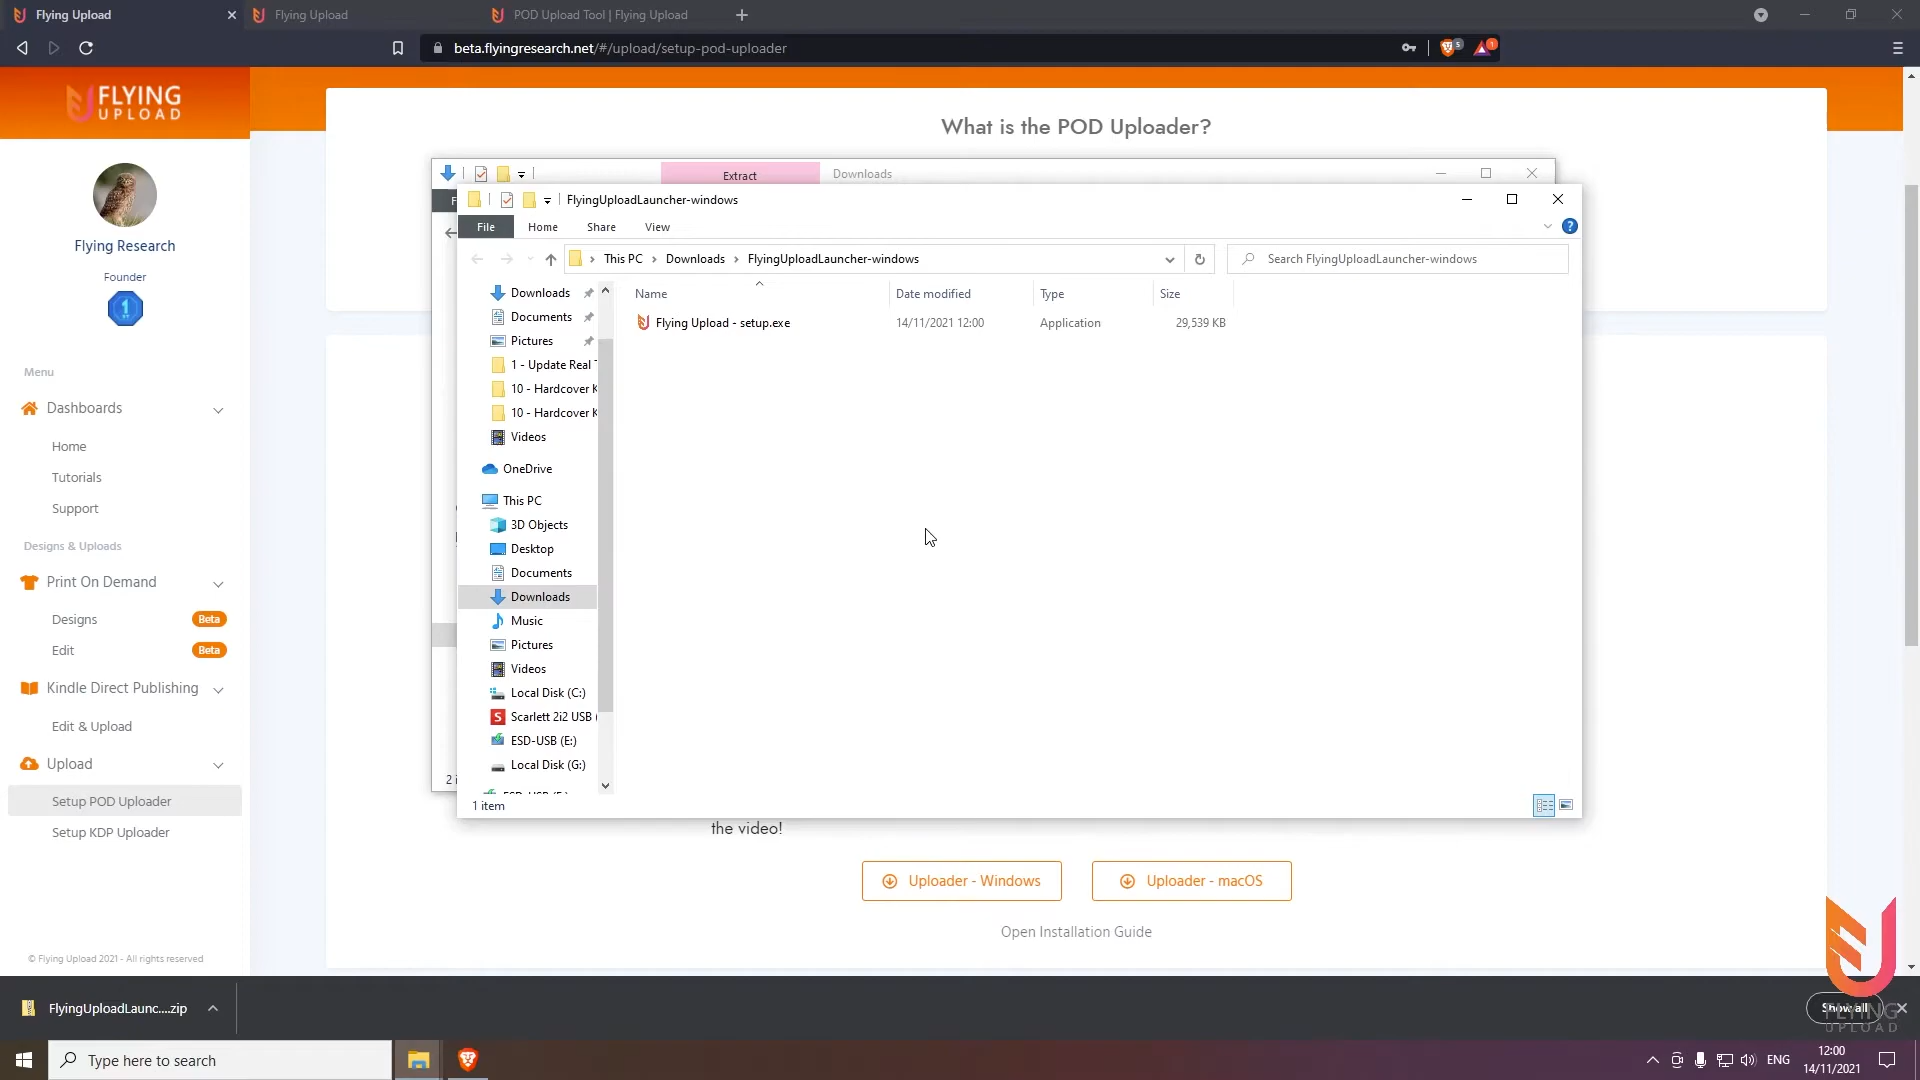 Flying Upload
Flying Upload
POD Upload Tool | Flying Upload
beta.flyingresearch.net/#/upload/setup-pod-uploader
5
1
FLYING
UPLOAD
Flying Research
Founder
1
Menu
Dashboards
Home
Tutorials
Support
Designs & Uploads
Print On Demand
Designs
Beta
Edit
Beta
Kindle Direct Publishing
Edit & Upload
Upload
Setup POD Uploader
Setup KDP Uploader
© Flying Upload 2021 - All rights reserved
What is the POD Uploader?
Extract
Downloads
FlyingUploadLauncher-windows
File
Home
Share
View
This PC
Downloads
FlyingUploadLauncher-windows
Search FlyingUploadLauncher-windows
Name
Date modified
Type
Size
Flying Upload - setup.exe
14/11/2021 12:00
Application
29,539 KB
Downloads
Documents
Pictures
1 - Update Real
10 - Hardcover
10 - Hardcover
Videos
OneDrive
This PC
3D Objects
Desktop
Documents
Downloads
Music
Pictures
Videos
Local Disk (C:)
Scarlett 2i2 USB
ESD-USB (E:)
Local Disk (G:)
1 item
the video!
Uploader - Windows
Uploader - macOS
Open Installation Guide
FlyingUploadLaunc....zip
Show all
FLYING
UPLOAD
Type here to search
ENG
12:00
14/11/2021